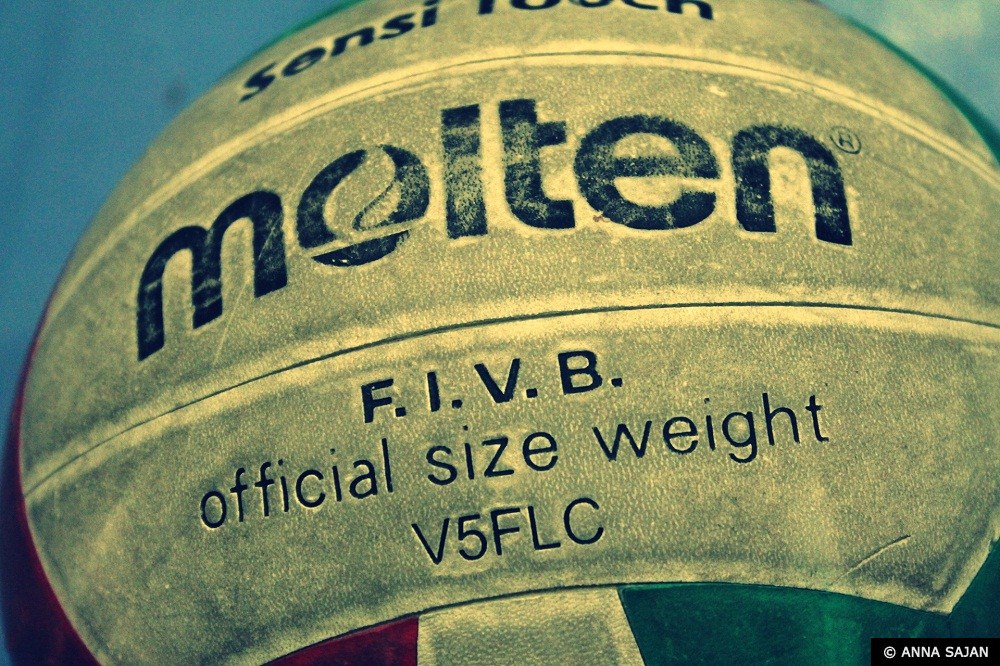 Sensi Touch
molten®
F.I.V.B.
official size weight
V5FLC
© ANNA SAJAN